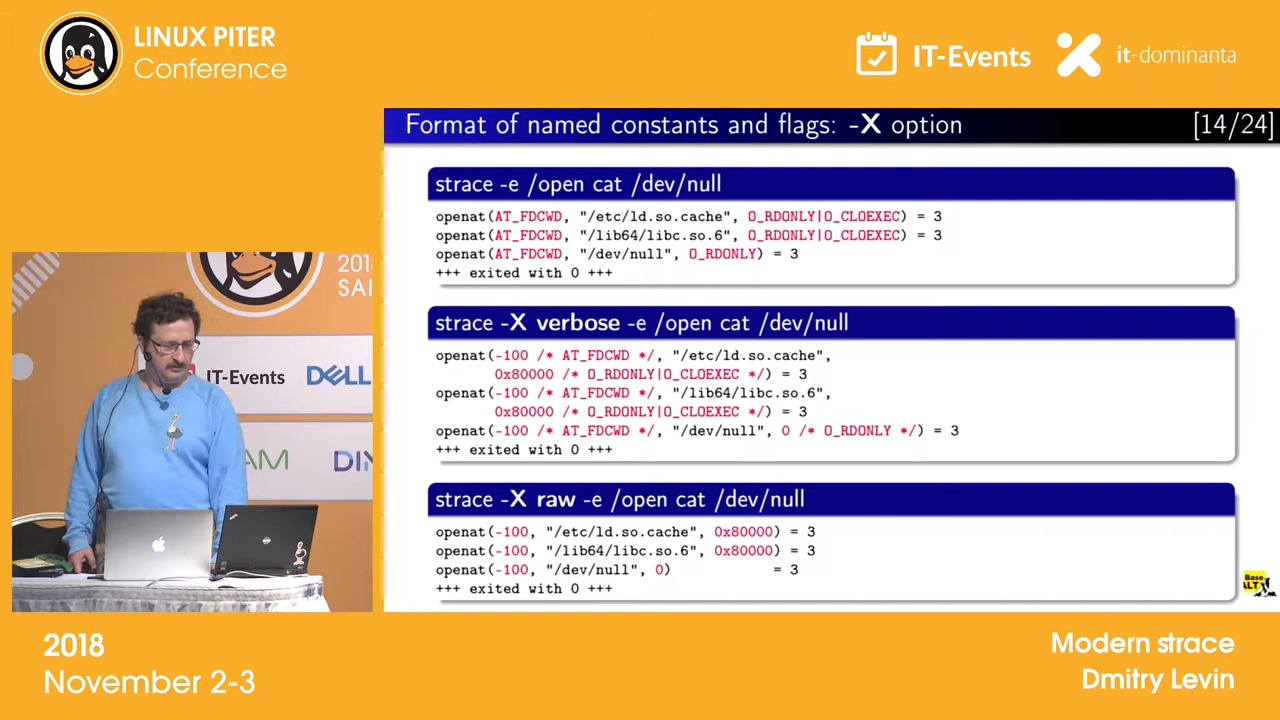 LINUX PITER
Conference
IT-Events
it-dominanta
Format of named constants and flags: -X option
[14/24]
strace -e /open cat /dev/null
openat(AT_FDCWD, "/etc/ld.so.cache", O_RDONLY|O_CLOEXEC) = 3
openat(AT_FDCWD, "/lib64/libc.so.6", O_RDONLY|O_CLOEXEC) = 3
openat(AT_FDCWD, "/dev/null", O_RDONLY) = 3
+++ exited with 0 +++
strace -X verbose -e /open cat /dev/null
openat(-100 /* AT_FDCWD */, "/etc/ld.so.cache",
0x80000 /* O_RDONLY|O_CLOEXEC */) = 3
openat(-100 /* AT_FDCWD */, "/lib64/libc.so.6",
0x80000 /* O_RDONLY|O_CLOEXEC */) = 3
openat(-100 /* AT_FDCWD */, "/dev/null", 0 /* O_RDONLY */) = 3
+++ exited with 0 +++
strace -X raw -e /open cat /dev/null
openat(-100, "/etc/ld.so.cache", 0x80000) = 3
openat(-100, "/lib64/libc.so.6", 0x80000) = 3
openat(-100, "/dev/null", 0) = 3
+++ exited with 0 +++
Base
ALT
201
SAI
IT-Events
DELL
AM
DI
2018
November 2-3
Modern strace
Dmitry Levin